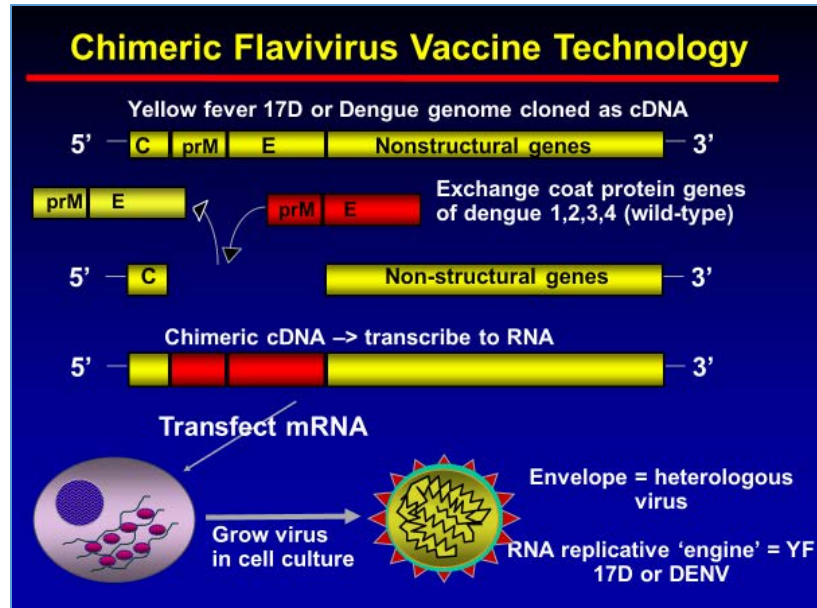 Chimeric Flavivirus Vaccine Technology
Yellow fever 17D or Dengue genome cloned as cDNA
5’ C prM E Nonstructural genes 3’
prM E prM E Exchange coat protein genes
of dengue 1,2,3,4 (wild-type)
5’ C Non-structural genes 3’
Chimeric cDNA –> transcribe to RNA
5’ 3’
Transfect mRNA
Grow virus
in cell culture
Envelope = heterologous
virus
RNA replicative ‘engine’ = YF
17D or DENV